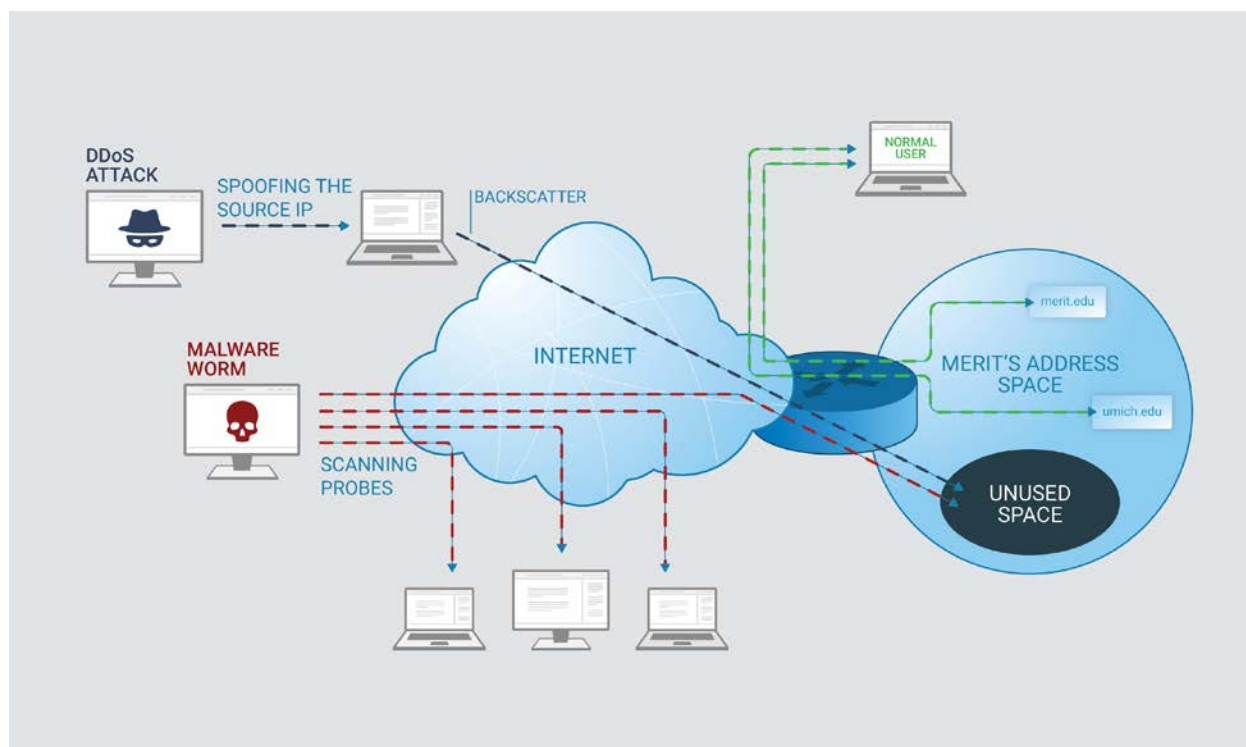 DDoS
ATTACK
SPOOFING THE
SOURCE IP
BACKSCATTER
NORMAL
USER
merit.edu
MERIT'S ADDRESS
SPACE
umich.edu
UNUSED
SPACE
INTERNET
MALWARE
WORM
SCANNING
PROBES